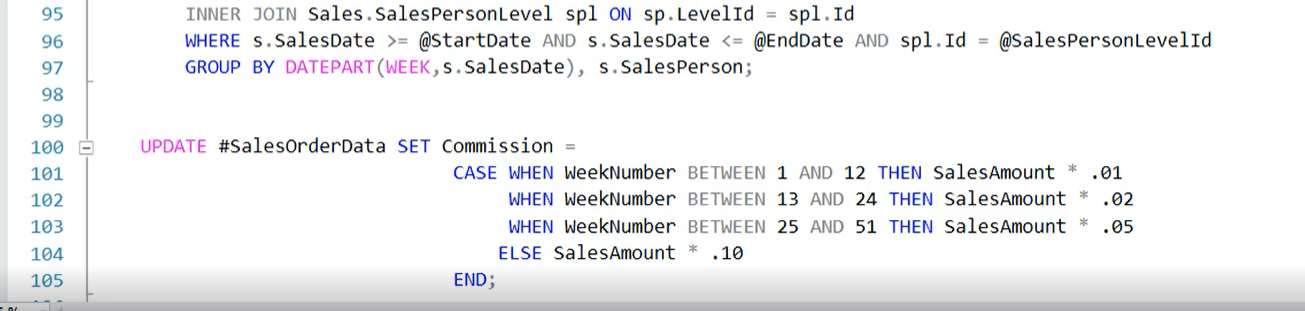 95 INNER JOIN Sales.SalesPersonLevel spl ON sp.LevelId = spl.Id
96 WHERE s.SalesDate >= @StartDate AND s.SalesDate <= @EndDate AND spl.Id = @SalesPersonLevelId
97 GROUP BY DATEPART(WEEK,s.SalesDate), s.SalesPerson;
98
99
100 UPDATE #SalesOrderData SET Commission =
101 CASE WHEN WeekNumber BETWEEN 1 AND 12 THEN SalesAmount * .01
102 WHEN WeekNumber BETWEEN 13 AND 24 THEN SalesAmount * .02
103 WHEN WeekNumber BETWEEN 25 AND 51 THEN SalesAmount * .05
104 ELSE SalesAmount * .10
105 END;